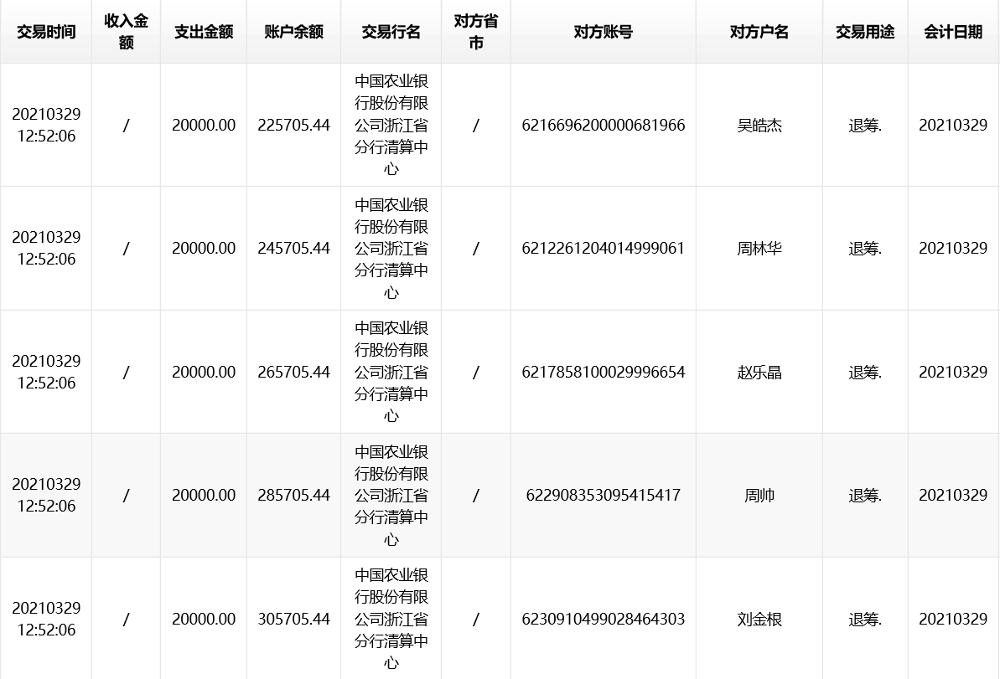 交易时间
收入金
额
支出金额
账户余额
交易行名
对方省
市
对方账号
对方户名
交易用途
会计日期
20210329
12:52:06
/
20000.00
225705.44
中国农业银
行股份有限
公司浙江省
分行清算中
心
/
6216696200000681966
吴皓杰
退筹.
20210329
20210329
12:52:06
/
20000.00
245705.44
中国农业银
行股份有限
公司浙江省
分行清算中
心
/
6212261204014999061
周林华
退筹.
20210329
20210329
12:52:06
/
20000.00
265705.44
中国农业银
行股份有限
公司浙江省
分行清算中
心
/
6217858100029996654
赵乐晶
退筹.
20210329
20210329
12:52:06
/
20000.00
285705.44
中国农业银
行股份有限
公司浙江省
分行清算中
心
/
622908353095415417
周帅
退筹.
20210329
20210329
12:52:06
/
20000.00
305705.44
中国农业银
行股份有限
公司浙江省
分行清算中
心
/
6230910499028464303
刘金根
退筹.
20210329